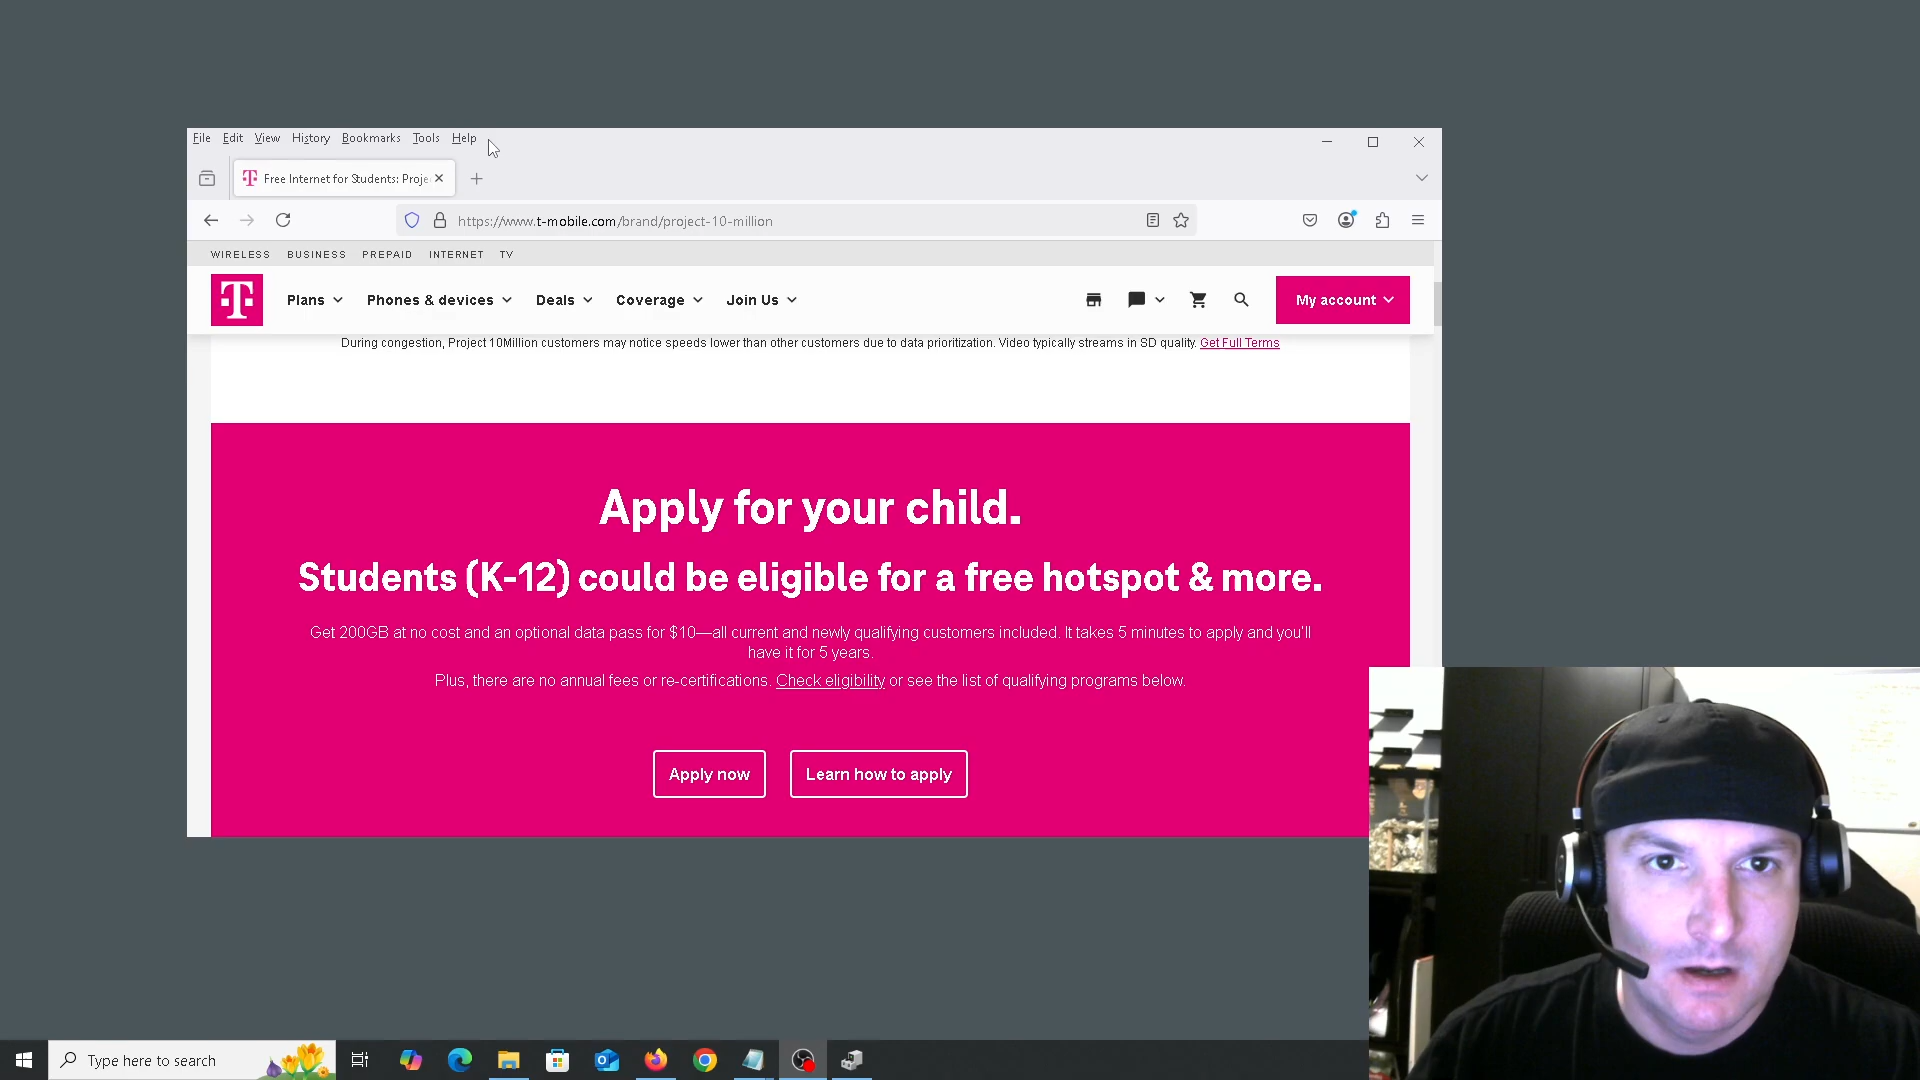 File Edit View History Bookmarks Tools Help
Free Internet for Students: Proje
https://www.t-mobile.com/brand/project-10-million
WIRELESS BUSINESS PREPAID INTERNET TV
T Plans Phones & devices Deals Coverage Join Us My account
During congestion, Project 10Million customers may notice speeds lower than other customers due to data prioritization. Video typically streams in SD quality. Get Full Terms
Apply for your child.
Students (K-12) could be eligible for a free hotspot & more.
Get 200GB at no cost and an optional data pass for $10—all current and newly qualifying customers included. It takes 5 minutes to apply and you'll
have it for 5 years.
Plus, there are no annual fees or re-certifications. Check eligibility or see the list of qualifying programs below.
Apply now Learn how to apply
Type here to search